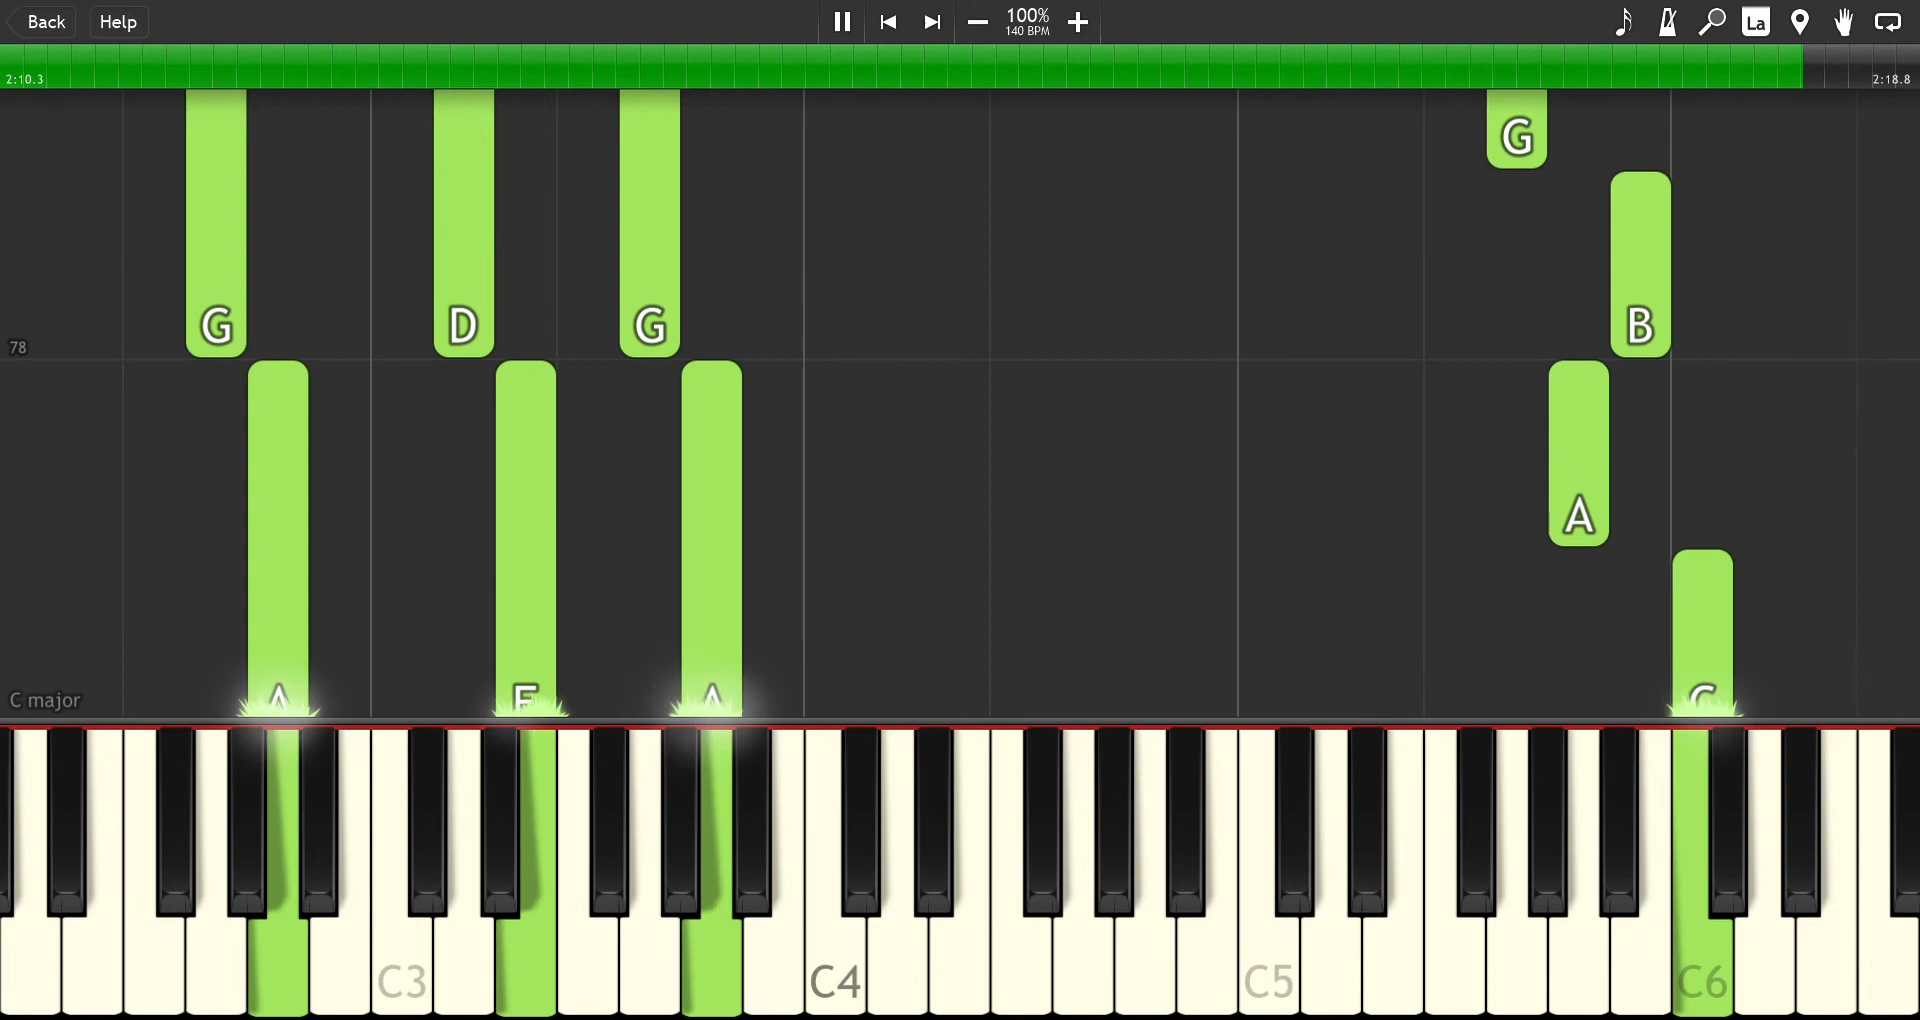 Back Help 100% La
140 BPM
2:10.3 2:18.8
G
G D G B
78
A
C major A E A C
C3 C4 C5 C6